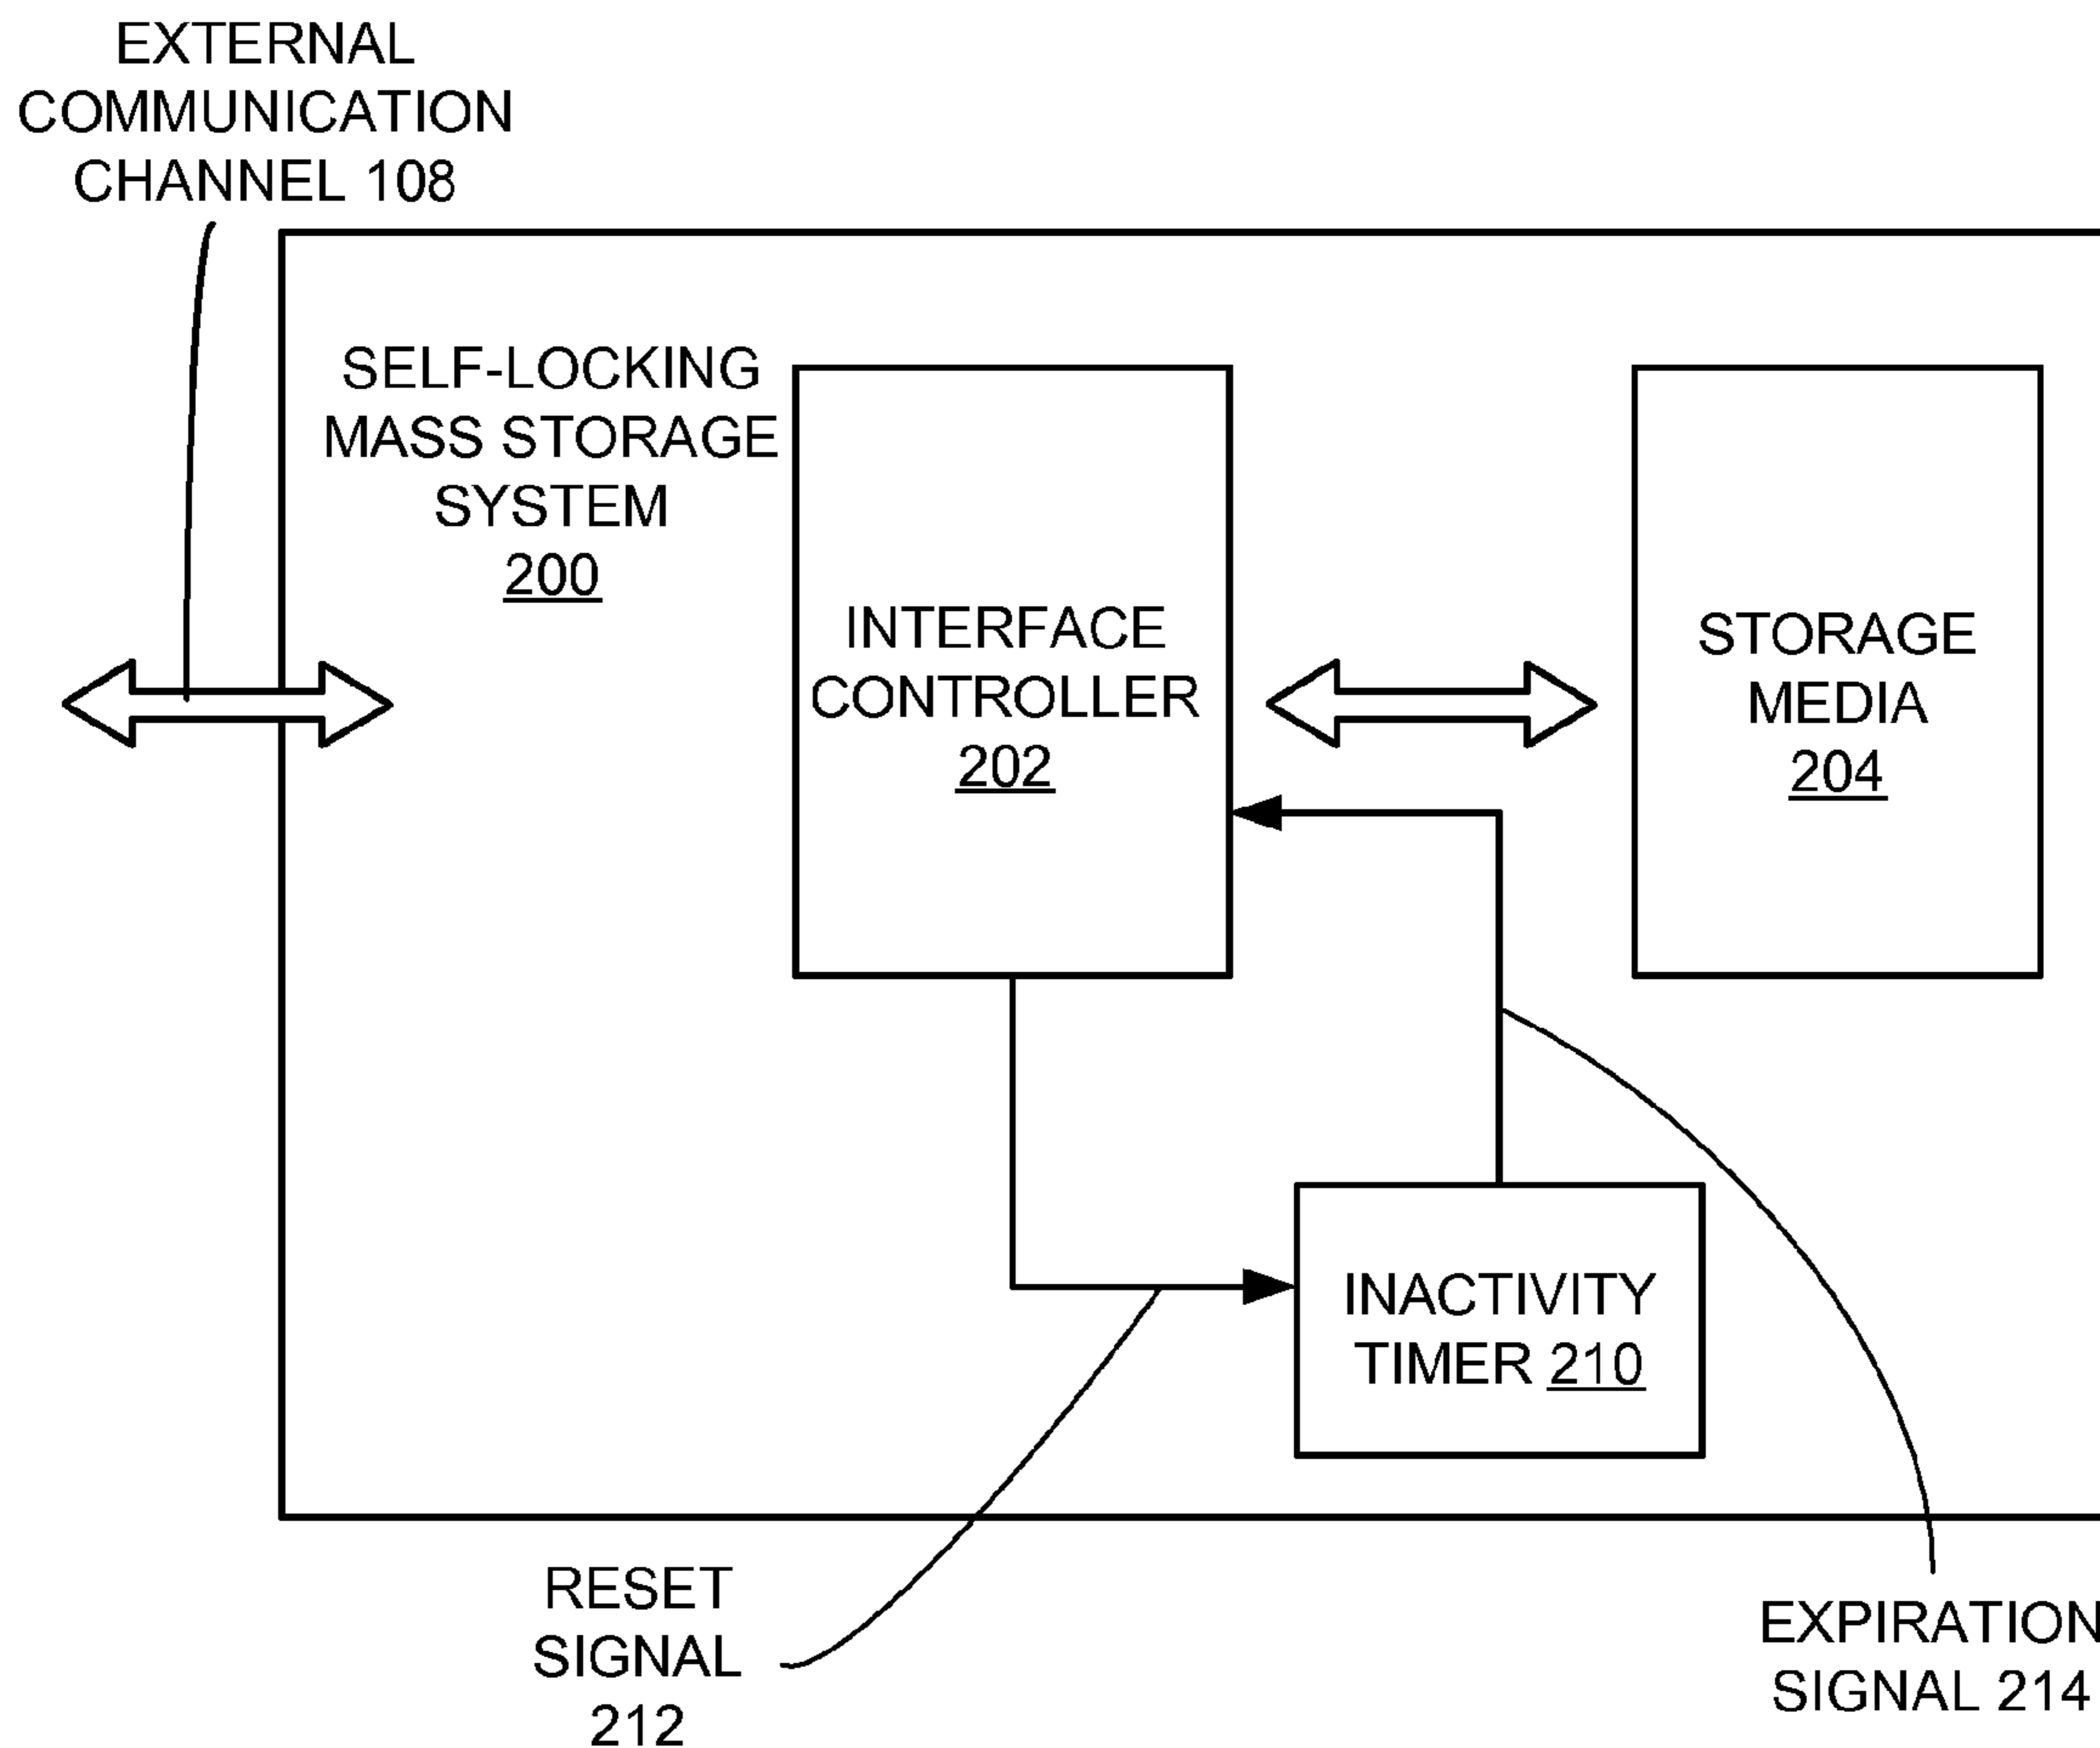 EXTERNAL
COMMUNICATION
CHANNEL 108
SELF-LOCKING
MASS STORAGE
SYSTEM
200
INTERFACE
CONTROLLER
202
STORAGE
MEDIA
204
INACTIVITY
TIMER 210
RESET
SIGNAL
212
EXPIRATION
SIGNAL 214